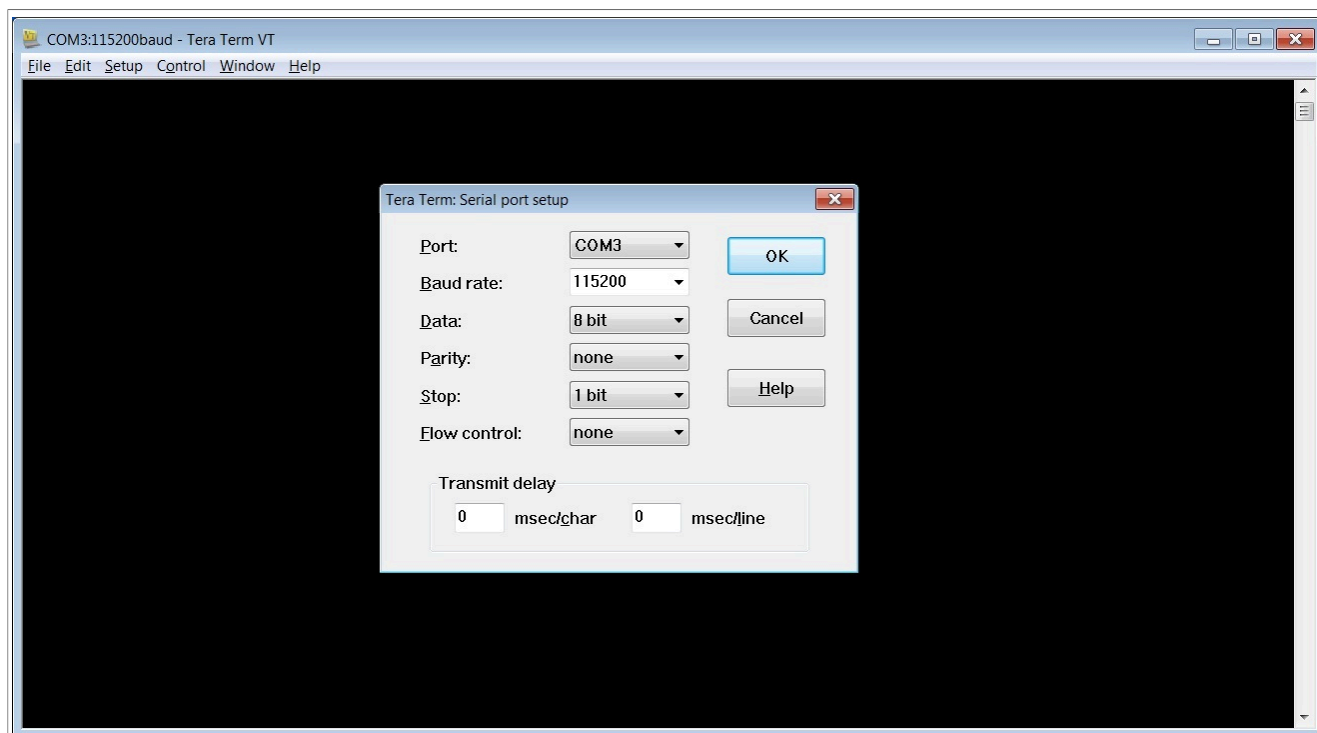 COM3:115200baud - Tera Term VT
File Edit Setup Control Window Help
Tera Term: Serial port setup
Port: COM3 OK
Baud rate: 115200
Data: 8 bit Cancel
Parity: none
Stop: 1 bit Help
Flow control: none
Transmit delay
0 msec/char 0 msec/line